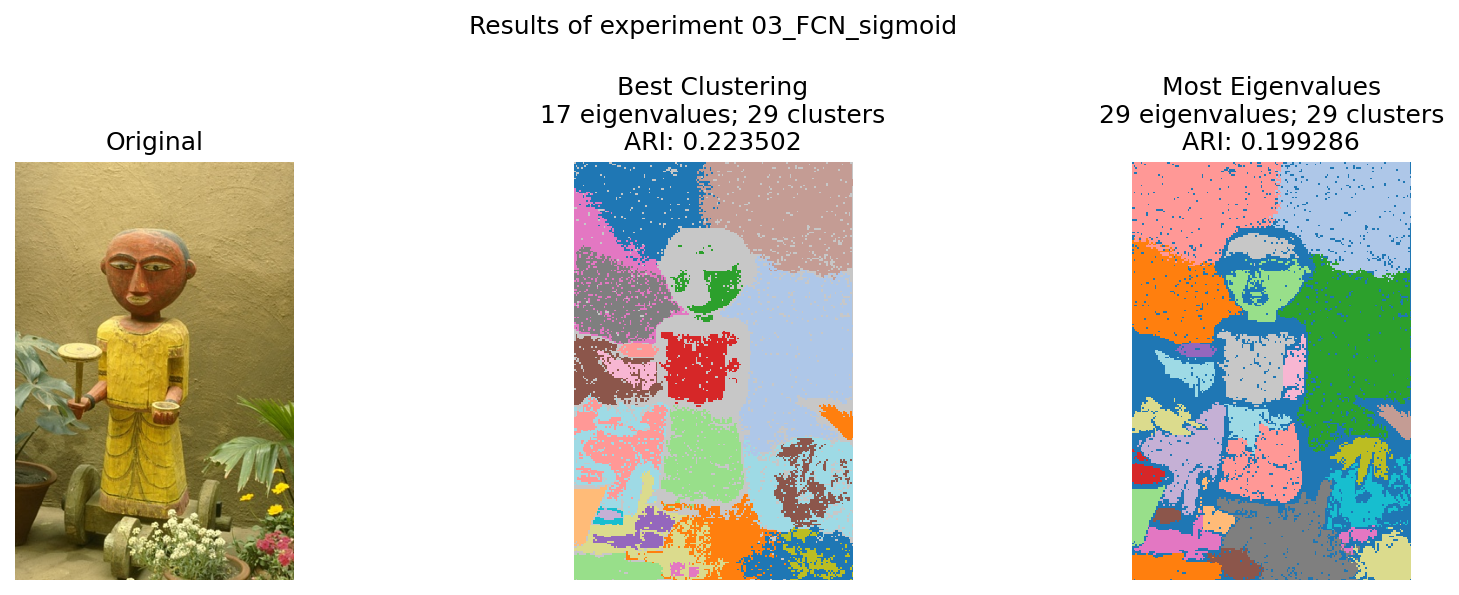 Results of experiment 03_FCN_sigmoid
Original
Best Clustering
17 eigenvalues; 29 clusters
ARI: 0.223502
Most Eigenvalues
29 eigenvalues; 29 clusters
ARI: 0.199286